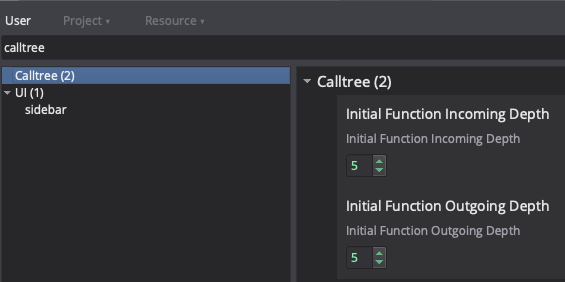 User Project Resource
calltree
Calltree (2)
UI (1)
sidebar
Calltree (2)
Initial Function Incoming Depth
Initial Function Incoming Depth
5
Initial Function Outgoing Depth
Initial Function Outgoing Depth
5